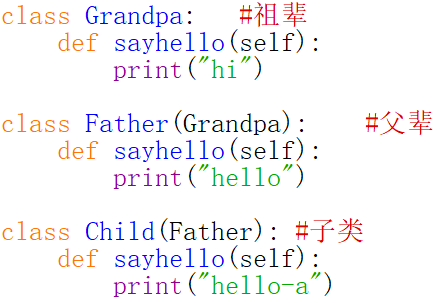 class Grandpa:   #祖辈
    def sayhello(self):
        print("hi")

class Father(Grandpa):    #父辈
    def sayhello(self):
        print("hello")

class Child(Father): #子类
    def sayhello(self):
        print("hello-a")